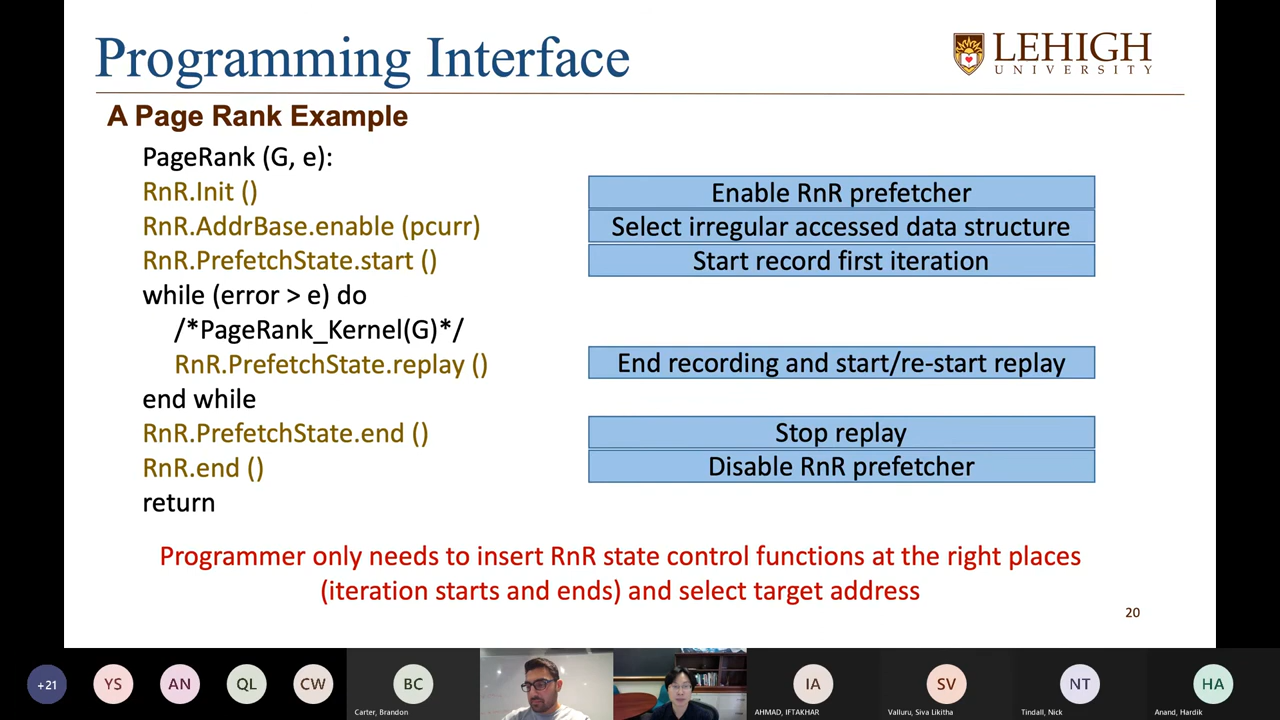 Programming Interface
LEHIGH
UNIVERSITY
A Page Rank Example
PageRank (G, e):
RnR.Init ()
Enable RnR prefetcher
RnR.AddrBase.enable (pcurr)
Select irregular accessed data structure
RnR.PrefetchState.start ()
Start record first iteration
while (error > e) do
/*PageRank_Kernel(G)*/
RnR.PrefetchState.replay ()
End recording and start/re-start replay
end while
RnR.PrefetchState.end ()
Stop replay
RnR.end ()
Disable RnR prefetcher
return
Programmer only needs to insert RnR state control functions at the right places
(iteration starts and ends) and select target address
20
+21
YS
AN
QL
CW
BC
IA
SV
NT
HA
Carter, Brandon
AHMAD, IFTAKHAR
Valluru, Siva Likitha
Tindall, Nick
Anand, Hardik